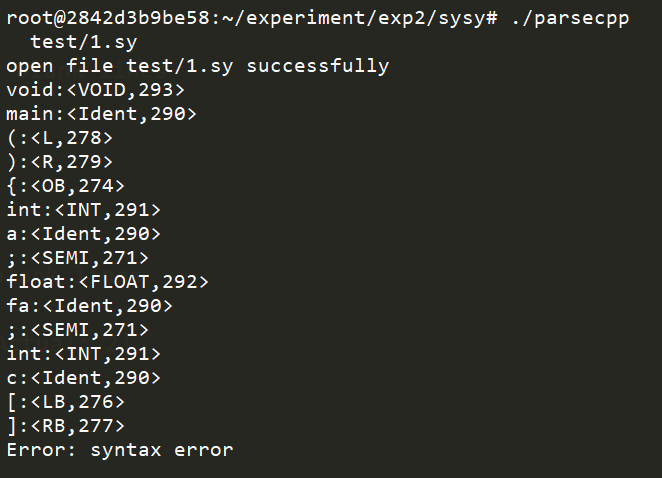 root@2842d3b9be58:~/experiment/exp2/sysy# ./parsecpp
test/1.sy
open file test/1.sy successfully
void:<VOID,293>
main:<Ident,290>
(:<L,278>
):<R,279>
{:<OB,274>
int:<INT,291>
a:<Ident,290>
;:<SEMI,271>
float:<FLOAT,292>
fa:<Ident,290>
;:<SEMI,271>
int:<INT,291>
c:<Ident,290>
[:<LB,276>
]:<RB,277>
Error: syntax error